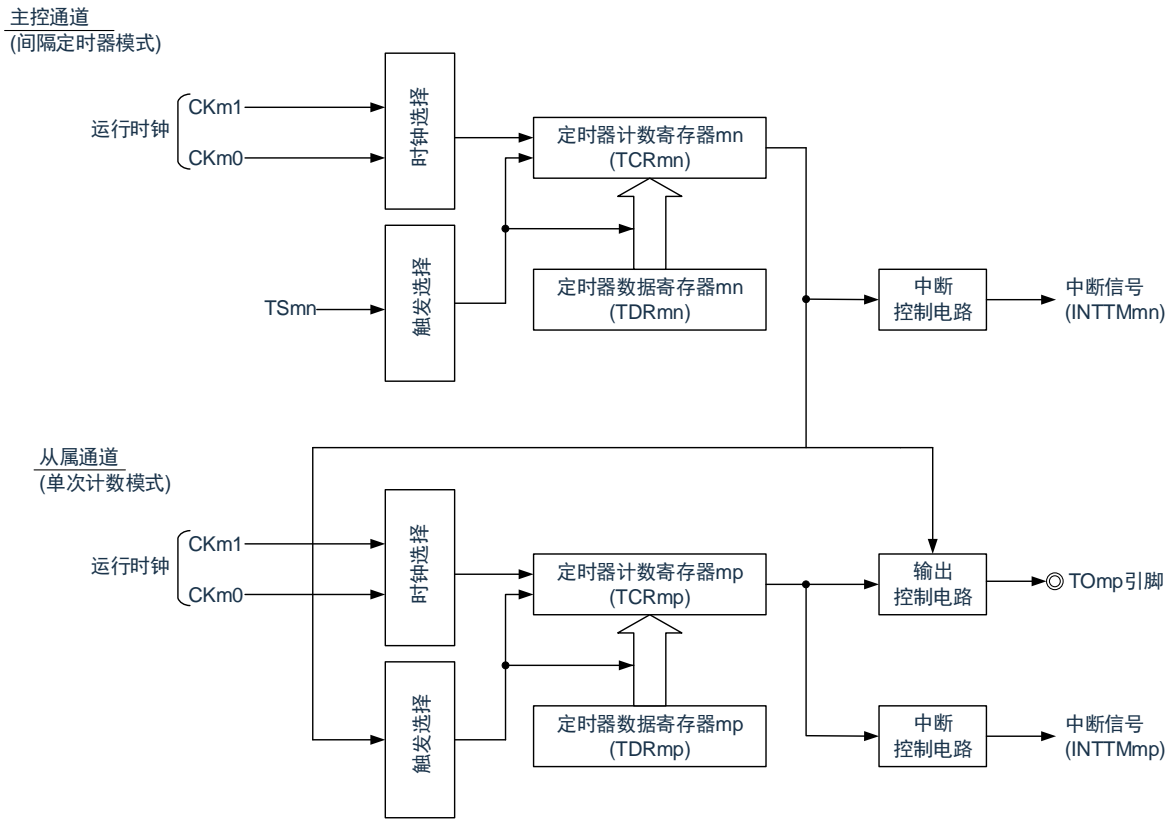 主控通道
(间隔定时器模式)
运行时钟
CKm1
CKm0
时钟选择
定时器计数寄存器mn
(TCRmn)
TSmn
触发选择
定时器数据寄存器mn
(TDRmn)
中断
控制电路
中断信号
(INTTMmn)
从属通道
(单次计数模式)
运行时钟
CKm1
CKm0
时钟选择
定时器计数寄存器mp
(TCRmp)
输出
控制电路
TOmp引脚
触发选择
定时器数据寄存器mp
(TDRmp)
中断
控制电路
中断信号
(INTTMmp)